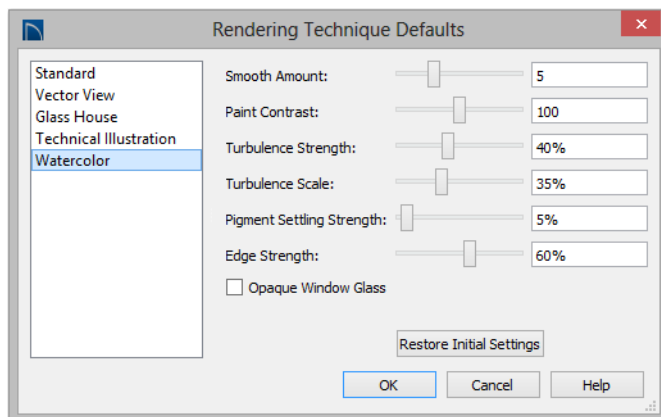 Rendering Technique Defaults
Standard
Vector View
Glass House
Technical Illustration
Watercolor
Smooth Amount: 5
Paint Contrast: 100
Turbulence Strength: 40%
Turbulence Scale: 35%
Pigment Settling Strength: 5%
Edge Strength: 60%
Opaque Window Glass
Restore Initial Settings
OK Cancel Help